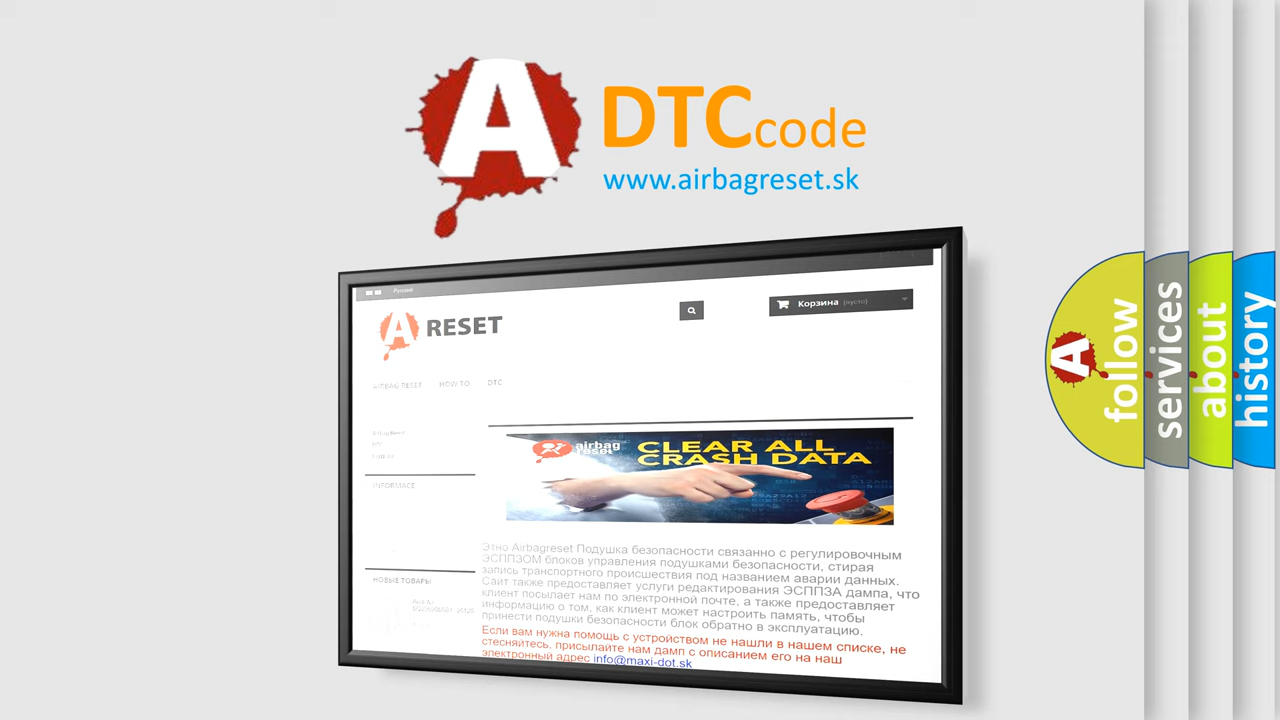 A DTCcode
www.airbagreset.sk
Русский
Корзина (пусто)
A RESET
AIRBAG RESET HOW TO DTC
INFORMACE
airbag
reset
CLEAR ALL
CRASH DATA
Этно Airbagreset Подушка безопасности связанно с регулировочным
ЭСППЗОМ блоков управления подушками безопасности, стирая
запись транспортного происшествия под названием аварии данных.
Сайт также предоставляет услуги редактирования ЭСППЗА дампа, что
клиент посылает нам по электронной почте, а также предоставляет
информацию о том, как клиент может настроить память, чтобы
принести подушки безопасности блок обратно в эксплуатацию.
Если вам нужна помощь с устройством не нашли в нашем списке, не
стесняйтесь, присылайте нам дамп с описанием его на наш
электронный адрес info@maxi-dot.sk
НОВЫЕ ТОВАРЫ
A follow
services
about
history